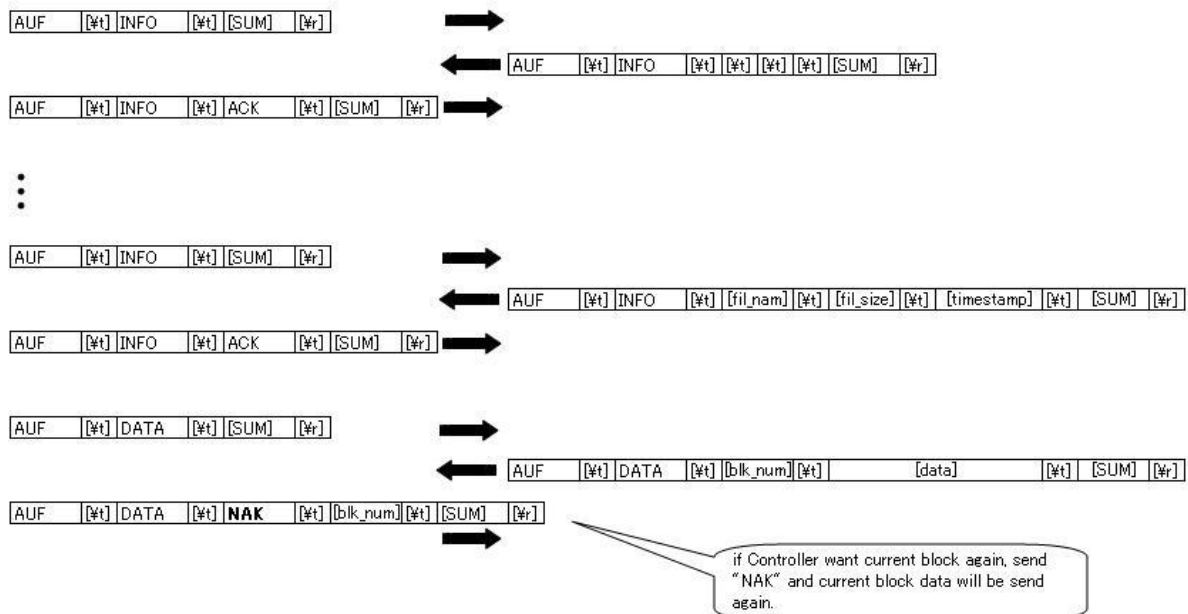 AUF [¥t] INFO [¥t] [SUM] [¥r]
AUF [¥t] INFO [¥t] [¥t] [¥t] [¥t] [SUM] [¥r]
AUF [¥t] INFO [¥t] ACK [¥t] [SUM] [¥r]
AUF [¥t] INFO [¥t] [SUM] [¥r]
AUF [¥t] INFO [¥t] [fil_nam] [¥t] [fil_size] [¥t] [timestamp] [¥t] [SUM] [¥r]
AUF [¥t] INFO [¥t] ACK [¥t] [SUM] [¥r]
AUF [¥t] DATA [¥t] [SUM] [¥r]
AUF [¥t] DATA [¥t] [blk_num] [¥t] [data] [¥t] [SUM] [¥r]
AUF [¥t] DATA [¥t] NAK [¥t] [blk_num] [¥t] [SUM] [¥r]
if Controller want current block again, send
"NAK" and current block data will be send
again.